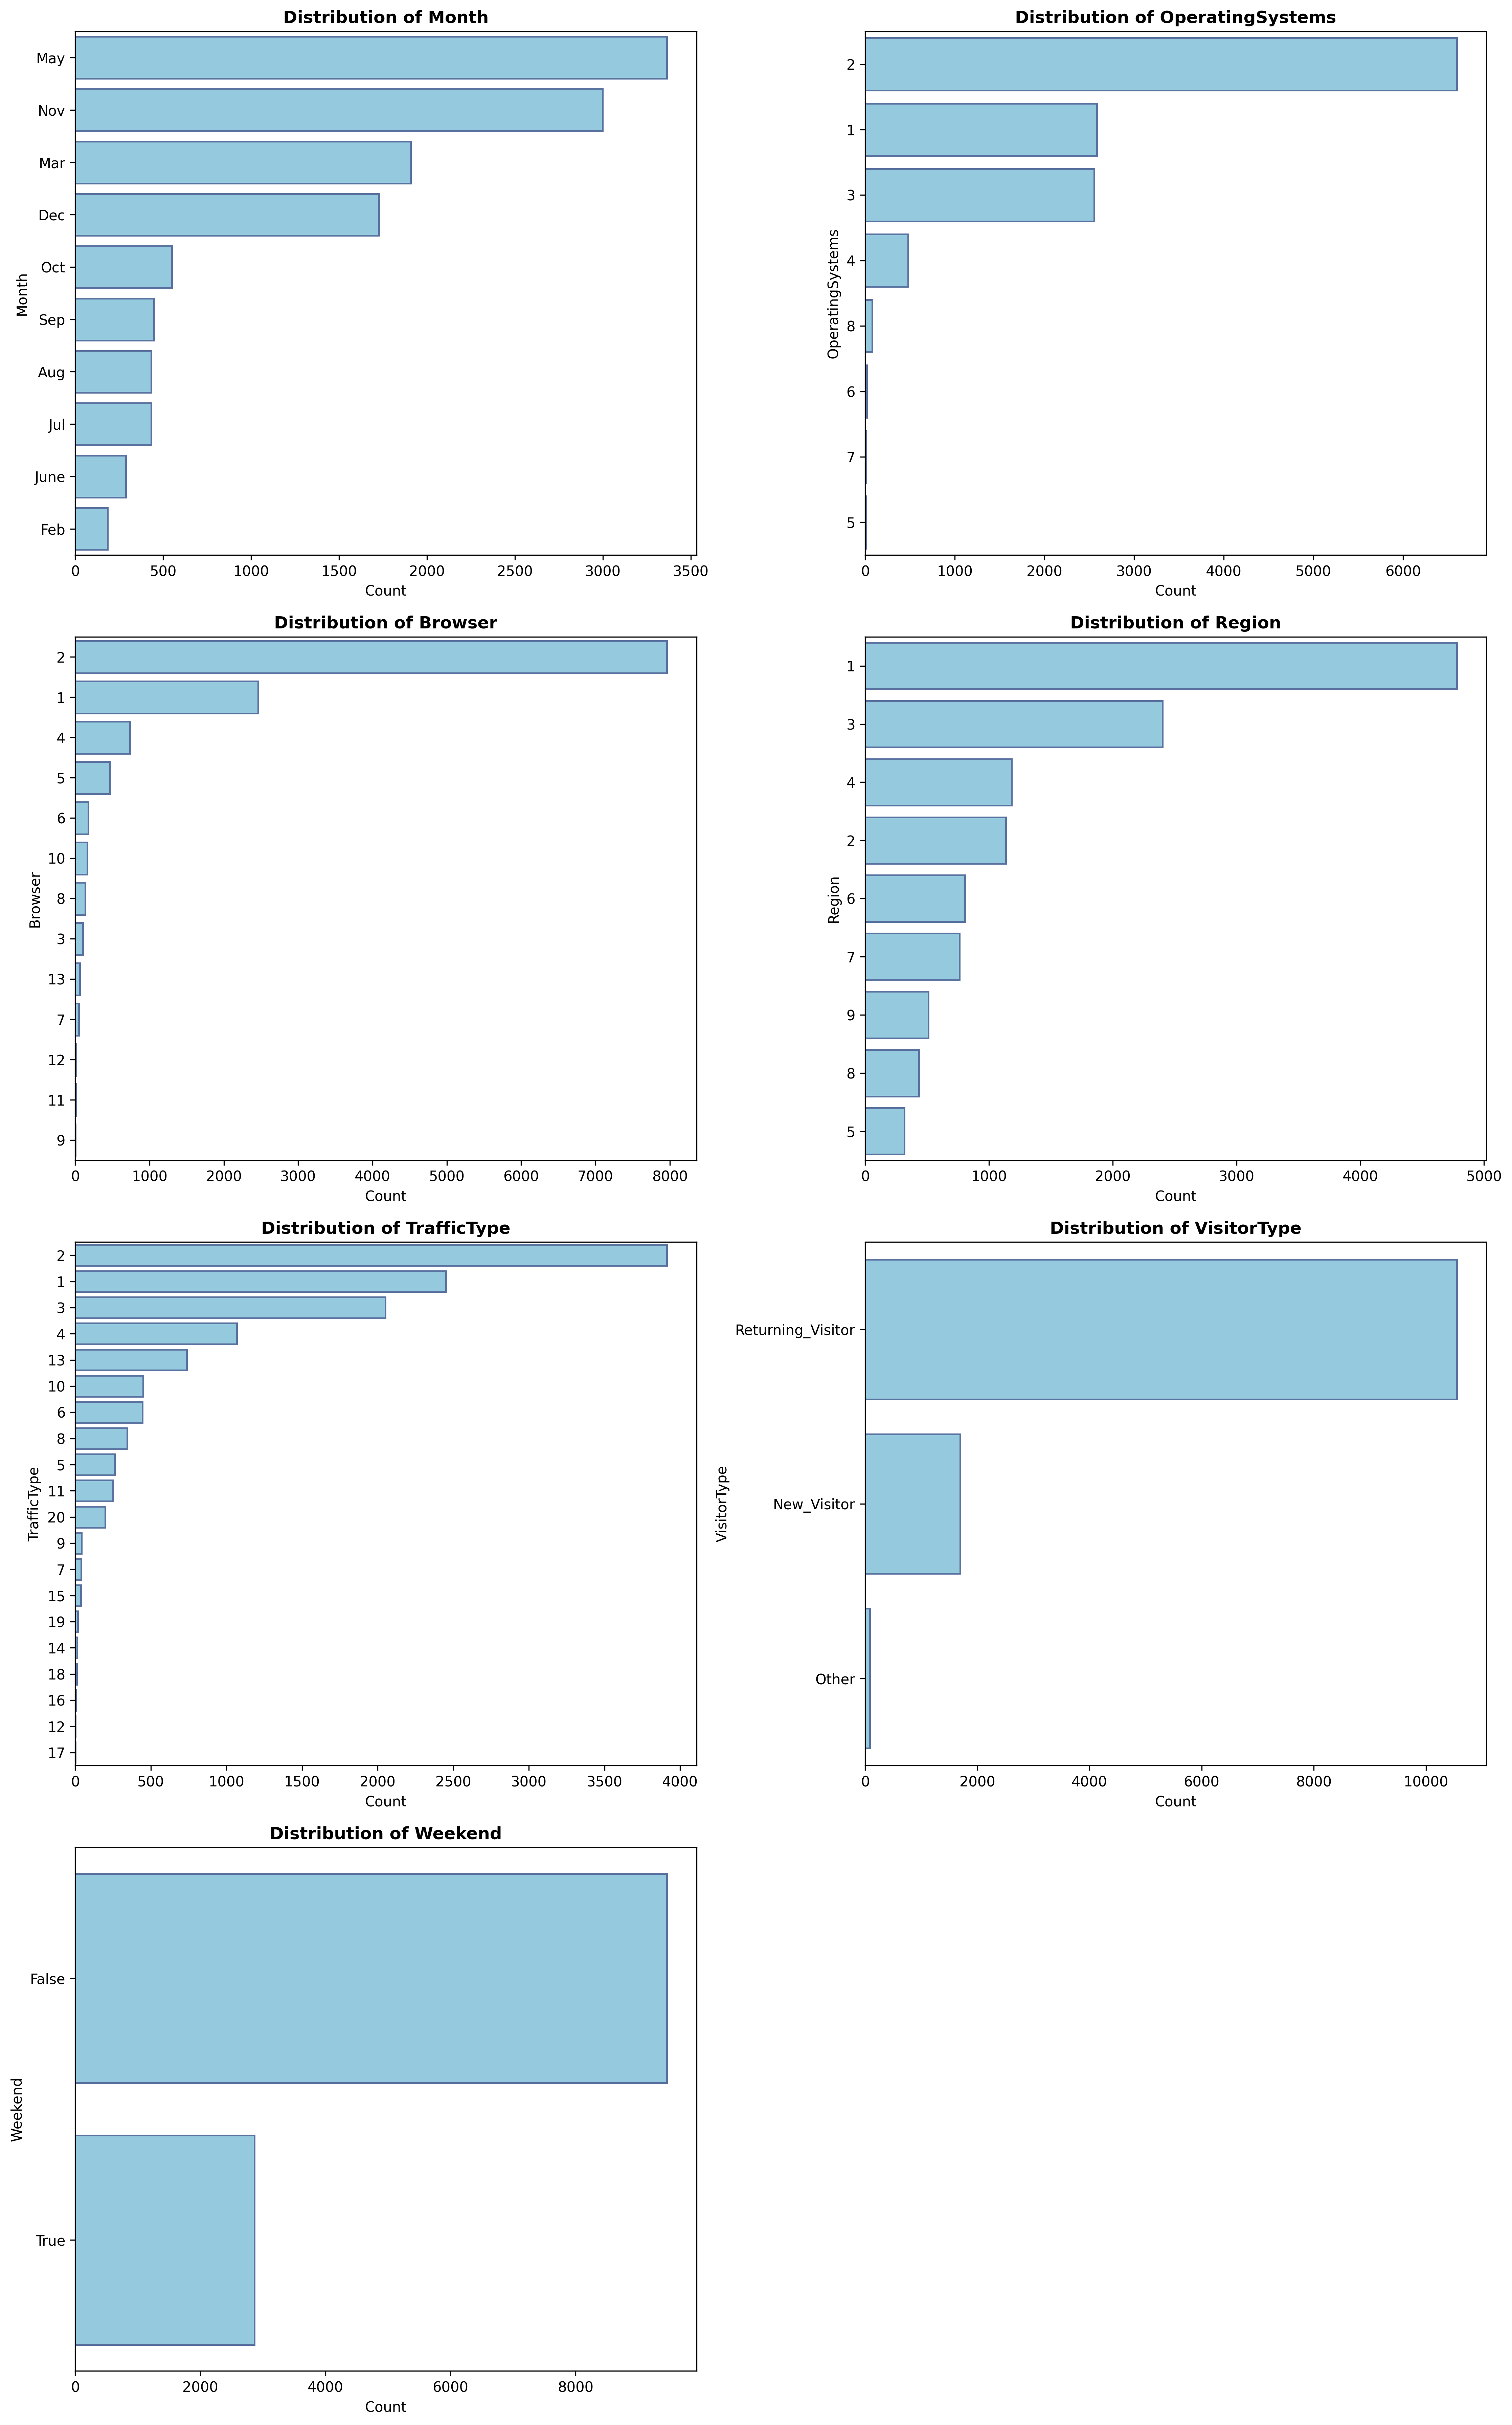 Distribution of Month
Month
May
Nov
Mar
Dec
Oct
Sep
Aug
Jul
June
Feb
0 500 1000 1500 2000 2500 3000 3500
Count
Distribution of OperatingSystems
OperatingSystems
2
1
3
4
8
6
7
5
0 1000 2000 3000 4000 5000 6000
Count
Distribution of Browser
Browser
2
1
4
5
6
10
8
3
13
7
12
11
9
0 1000 2000 3000 4000 5000 6000 7000 8000
Count
Distribution of Region
Region
1
3
4
2
6
7
9
8
5
0 1000 2000 3000 4000 5000
Count
Distribution of TrafficType
TrafficType
2
1
3
4
13
10
6
8
5
11
20
9
7
15
19
14
18
16
12
17
0 500 1000 1500 2000 2500 3000 3500 4000
Count
Distribution of VisitorType
VisitorType
Returning_Visitor
New_Visitor
Other
0 2000 4000 6000 8000 10000
Count
Distribution of Weekend
Weekend
False
True
0 2000 4000 6000 8000
Count